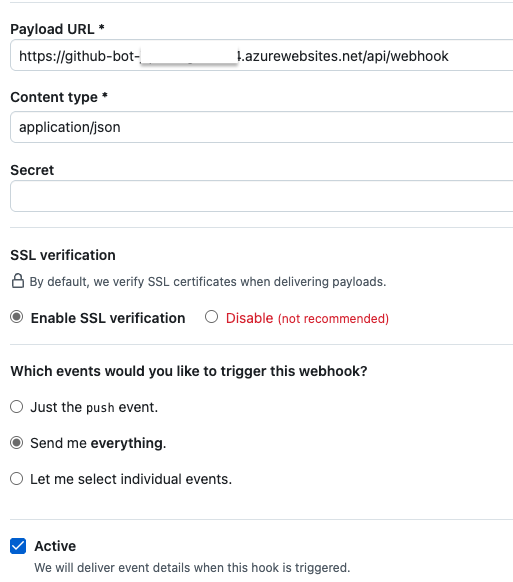 Payload URL *
https://github-bot- .azurewebsites.net/api/webhook
Content type *
application/json
Secret
SSL verification
By default, we verify SSL certificates when delivering payloads.
Enable SSL verification Disable (not recommended)
Which events would you like to trigger this webhook?
Just the push event.
Send me everything.
Let me select individual events.
Active
We will deliver event details when this hook is triggered.